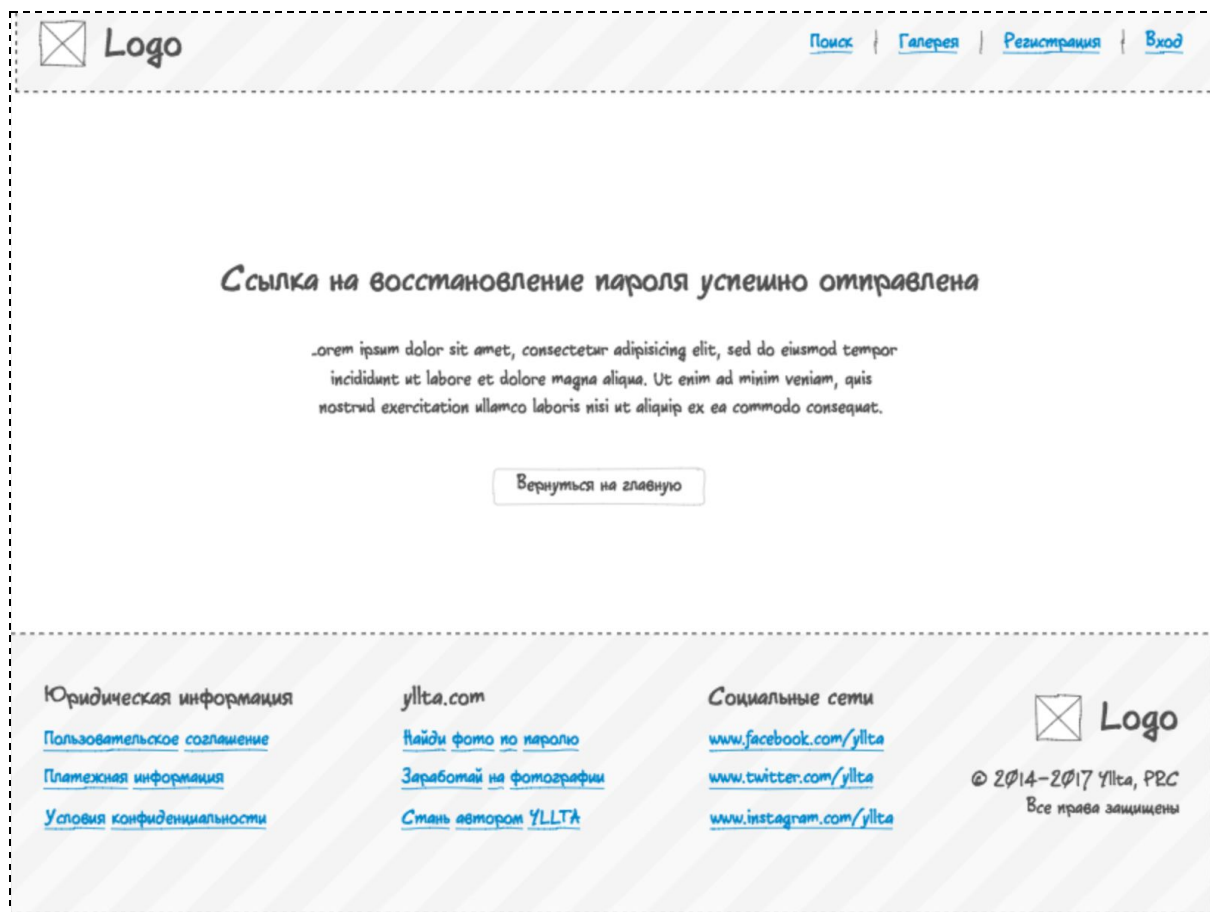 Logo
Поиск | Галерея | Регистрация | Вход
Ссылка на восстановление пароля успешно отправлена
.orem ipsum dolor sit amet, consectetur adipisicing elit, sed do eiusmod tempor
incididunt ut labore et dolore magna aliqua. Ut enim ad minim veniam, quis
nostrud exercitation ullamco laboris nisi ut aliquip ex ea commodo consequat.
Вернуться на главную
Юридическая информация
Пользовательское соглашение
Платежная информация
Условия конфиденциальности
yllta.com
Найди фото по паролю
Заработай на фотографии
Стань автором YLLTA
Социальные сети
www.facebook.com/yllta
www.twitter.com/yllta
www.instagram.com/yllta
Logo
© 2014-2017 Yllta, PRC
Все права защищены